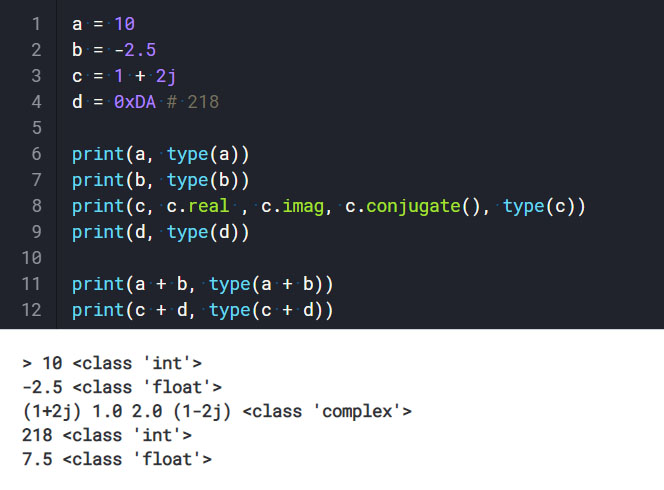 1 a = 10
2 b = -2.5
3 c = 1 + 2j
4 d = 0xDA # 218
5
6 print(a, type(a))
7 print(b, type(b))
8 print(c, c.real , c.imag, c.conjugate(), type(c))
9 print(d, type(d))
10
11 print(a + b, type(a + b))
12 print(c + d, type(c + d))
> 10 <class 'int'>
-2.5 <class 'float'>
(1+2j) 1.0 2.0 (1-2j) <class 'complex'>
218 <class 'int'>
7.5 <class 'float'>